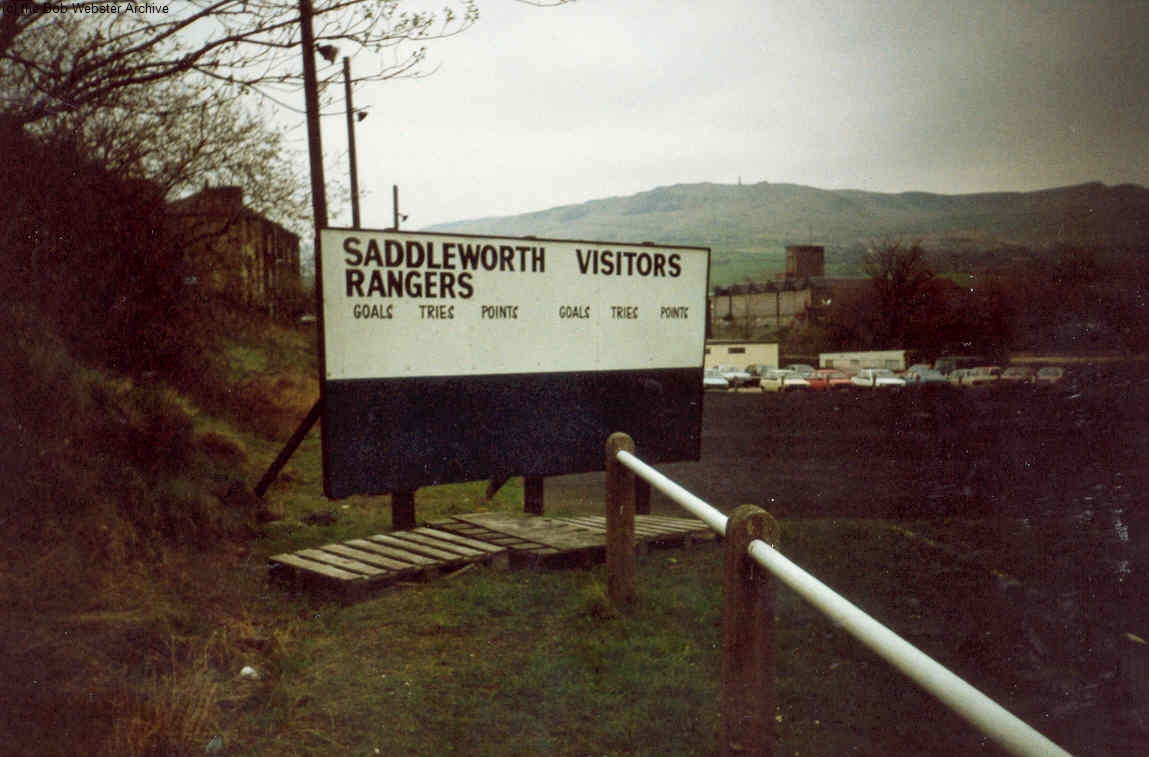 (c) the Bob Webster Archive
SADDLEWORTH VISITORS
RANGERS
GOALS TRIES POINTS GOALS TRIES POINTS